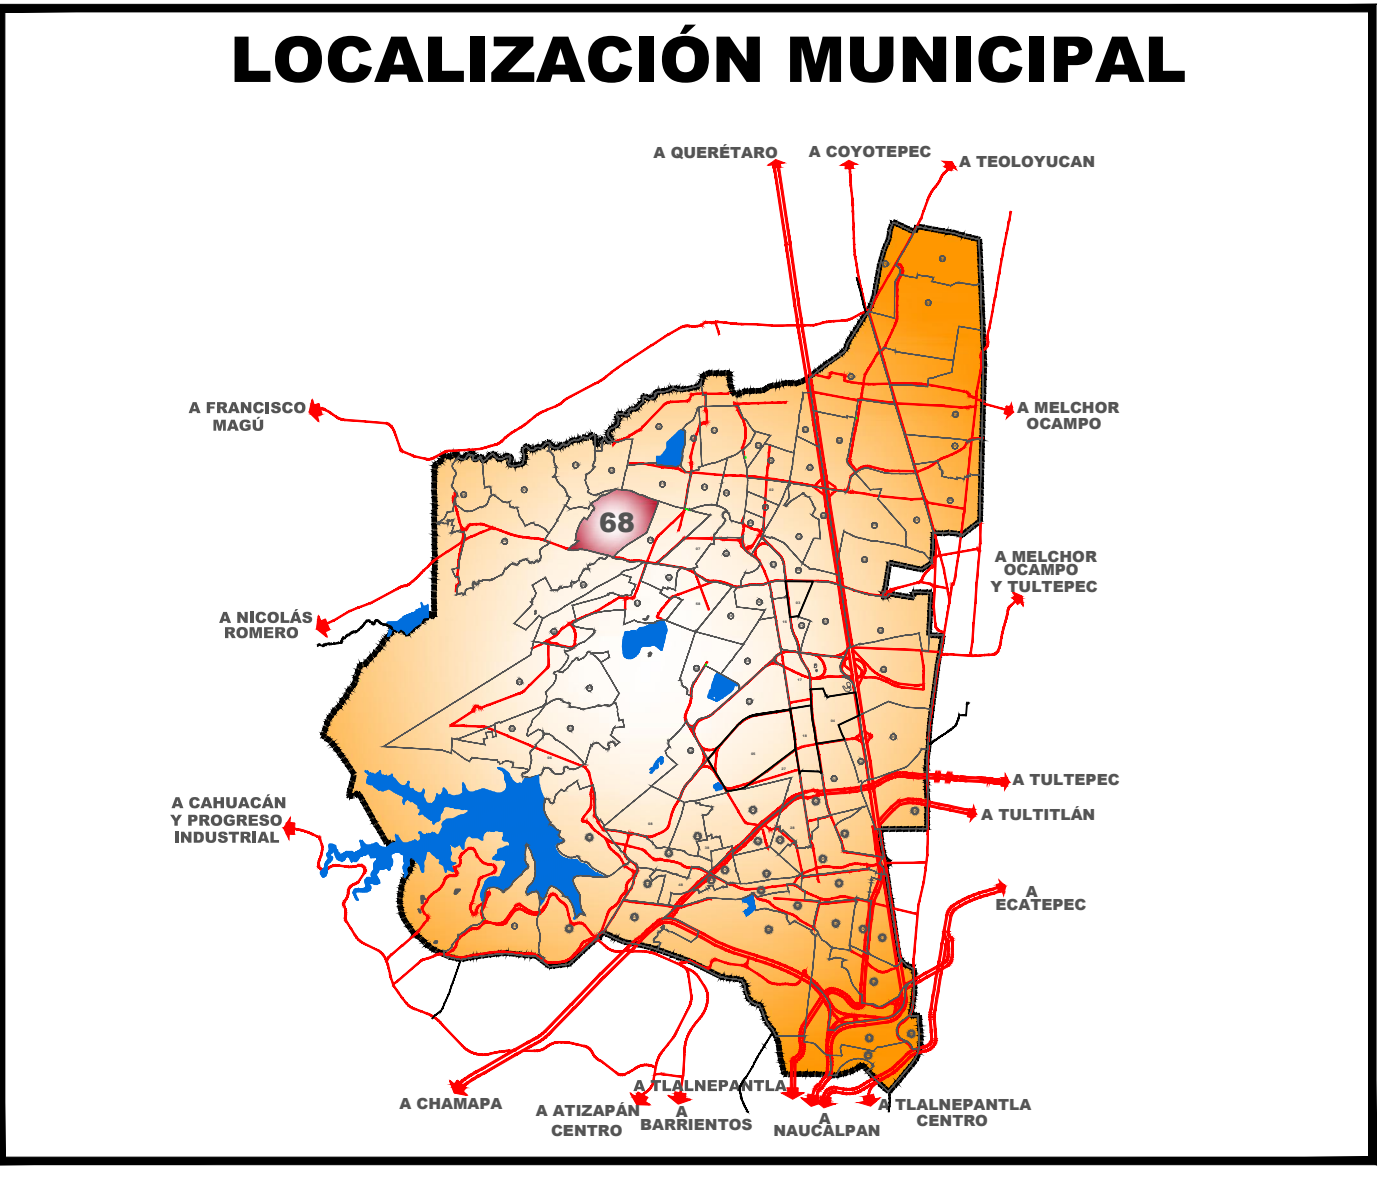 LOCALIZACIÓN MUNICIPAL
A QUERÉTARO
A COYOTEPEC
A TEOLOYUCAN
A FRANCISCO
MAGÚ
A MELCHOR
OCAMPO
68
A MELCHOR
OCAMPO
Y TULTEPEC
A NICOLÁS
ROMERO
A TULTEPEC
A CAHUACÁN
Y PROGRESO
INDUSTRIAL
A TULTITLÁN
A
ECATEPEC
A TLALNEPANTLA
A CHAMAPA
A ATIZAPÁN
CENTRO
A
BARRIENTOS
A
NAUCALPAN
A TLALNEPANTLA
CENTRO